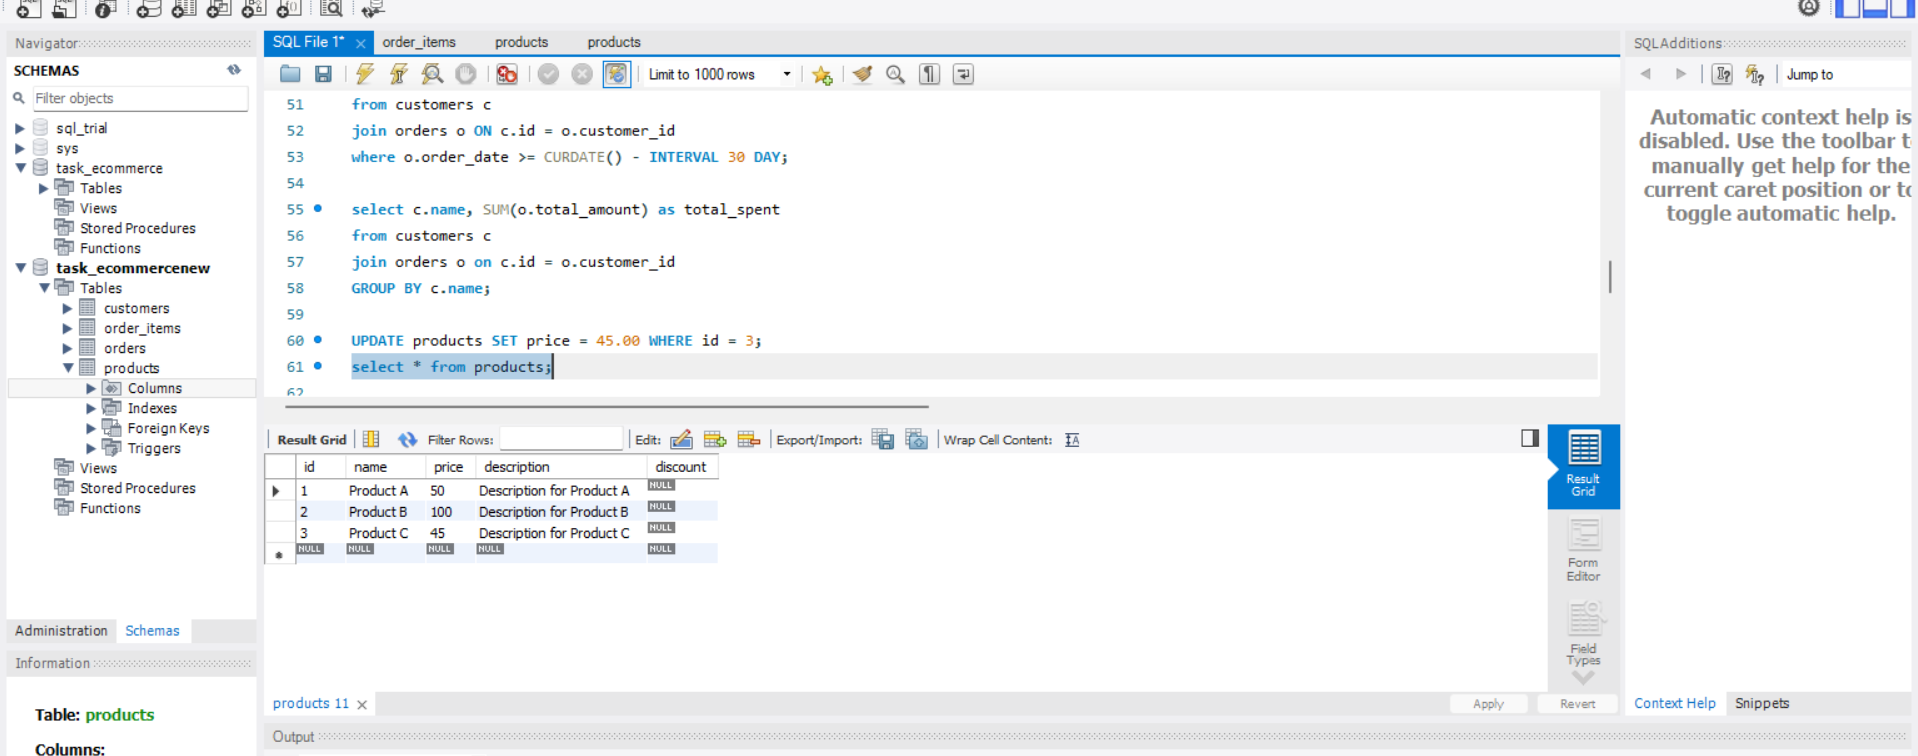 Navigator
SCHEMAS
Filter objects
sql_trial
sys
task_ecommerce
Tables
Views
Stored Procedures
Functions
task_ecommercenew
Tables
customers
order_items
orders
products
Columns
Indexes
Foreign Keys
Triggers
Views
Stored Procedures
Functions
Administration Schemas
Information
Table: products
Columns:
SQL File 1* order_items products products
Limit to 1000 rows
51 from customers c
52 join orders o ON c.id = o.customer_id
53 where o.order_date >= CURDATE() - INTERVAL 30 DAY;
54
55 select c.name, SUM(o.total_amount) as total_spent
56 from customers c
57 join orders o on c.id = o.customer_id
58 GROUP BY c.name;
59
60 UPDATE products SET price = 45.00 WHERE id = 3;
61 select * from products;
62
Result Grid Filter Rows: Edit: Export/Import: Wrap Cell Content:
id name price description discount
1 Product A 50 Description for Product A NULL
2 Product B 100 Description for Product B NULL
3 Product C 45 Description for Product C NULL
NULL NULL NULL NULL NULL
Result
Grid
Form
Editor
Field
Types
products 11
Apply Revert
Output
SQLAdditions
Jump to
Automatic context help is
disabled. Use the toolbar t
manually get help for the
current caret position or to
toggle automatic help.
Context Help Snippets